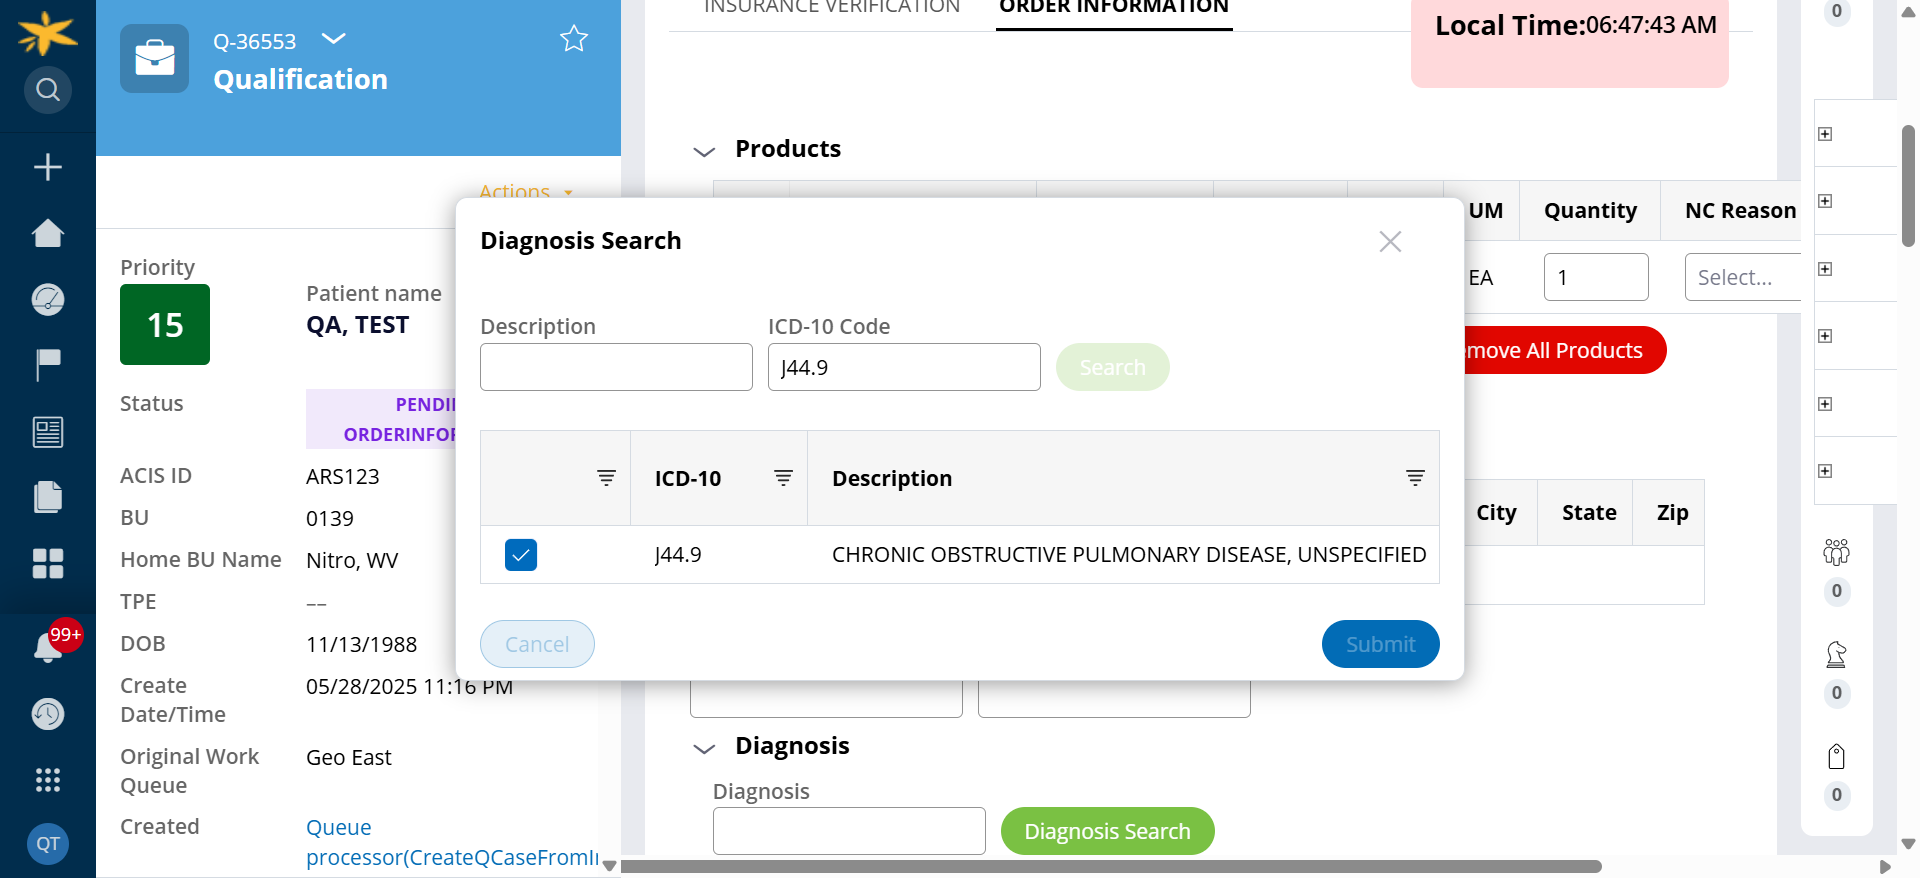 Q-36553
Qualification
INSURANCE VERIFICATION
ORDER INFORMATION
Local Time:06:47:43 AM
0
Actions
Products
UM
Quantity
NC Reason
EA
1
Select...
emove All Products
Priority
15
Patient name
QA, TEST
Status
PENDI
ORDERINFOR
ACIS ID
ARS123
BU
0139
Home BU Name
Nitro, WV
TPE
––
DOB
11/13/1988
Create
Date/Time
05/28/2025 11:16 PM
Original Work
Queue
Geo East
Created
Queue
processor(CreateQCaseFromI
99+
QT
Diagnosis Search
Description
ICD-10 Code
J44.9
Search
ICD-10
Description
J44.9
CHRONIC OBSTRUCTIVE PULMONARY DISEASE, UNSPECIFIED
Cancel
Submit
City
State
Zip
0
0
0
Diagnosis
Diagnosis
Diagnosis Search